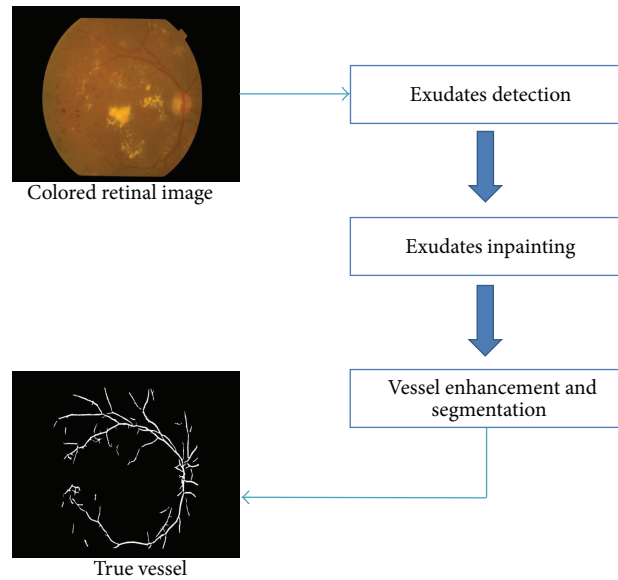 Colored retinal image
Exudates detection
Exudates inpainting
Vessel enhancement and
segmentation
True vessel